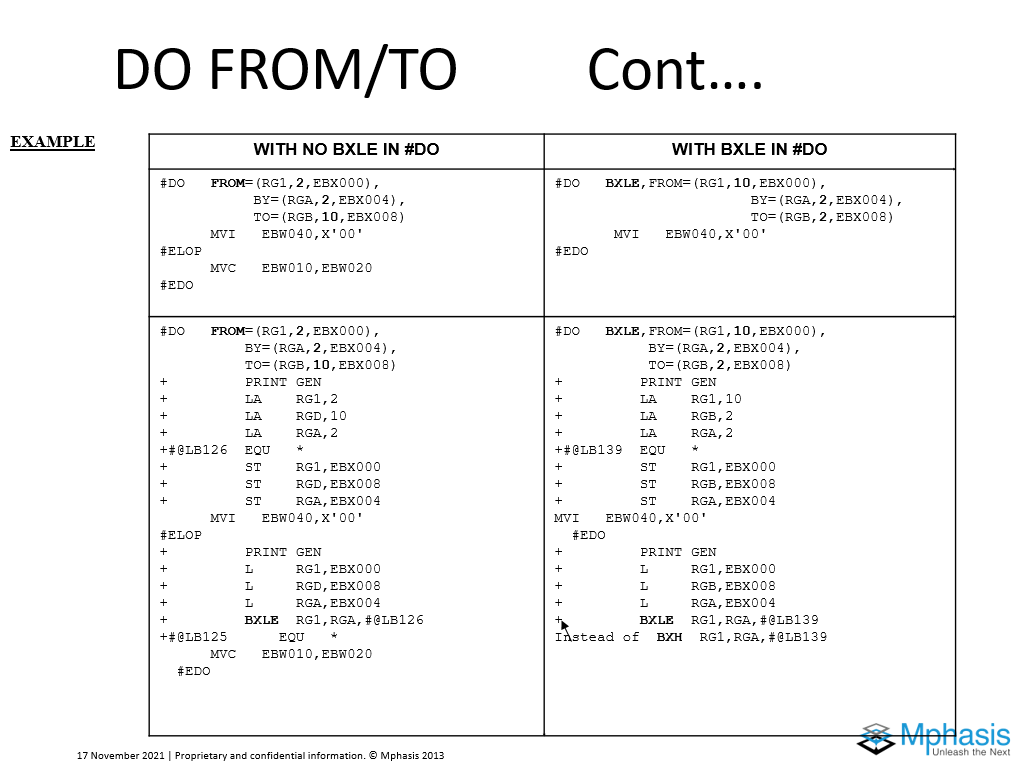 DO FROM/TO Cont….
EXAMPLE
WITH NO BXLE IN #DO
#DO   FROM=(RG1,2,EBX000),
           BY=(RGA,2,EBX004),
           TO=(RGB,10,EBX008)
      MVI   EBW040,X'00'
#ELOP
      MVC   EBW010,EBW020
#EDO
WITH BXLE IN #DO
#DO   BXLE,FROM=(RG1,10,EBX000),
                       BY=(RGA,2,EBX004),
                       TO=(RGB,2,EBX008)
       MVI   EBW040,X'00'
#EDO
#DO   FROM=(RG1,2,EBX000),
          BY=(RGA,2,EBX004),
          TO=(RGB,10,EBX008)
+         PRINT GEN
+         LA    RG1,2
+         LA    RGD,10
+         LA    RGA,2
+#@LB126  EQU   *
+         ST    RG1,EBX000
+         ST    RGD,EBX008
+         ST    RGA,EBX004
      MVI   EBW040,X'00'
#ELOP
+         PRINT GEN
+         L     RG1,EBX000
+         L     RGD,EBX008
+         L     RGA,EBX004
+         BXLE  RG1,RGA,#@LB126
+#@LB125      EQU   *
      MVC   EBW010,EBW020
  #EDO
#DO   BXLE,FROM=(RG1,10,EBX000),
           BY=(RGA,2,EBX004),
           TO=(RGB,2,EBX008)
+         PRINT GEN
+         LA    RG1,10
+         LA    RGB,2
+         LA    RGA,2
+#@LB139  EQU   *
+         ST    RG1,EBX000
+         ST    RGB,EBX008
+         ST    RGA,EBX004
MVI   EBW040,X'00'
  #EDO
+         PRINT GEN
+         L     RG1,EBX000
+         L     RGB,EBX008
+         L     RGA,EBX004
+         BXLE  RG1,RGA,#@LB139
Instead of  BXH  RG1,RGA,#@LB139
17 November 2021 | Proprietary and confidential information. © Mphasis 2013
Mphasis
Unleash the Next